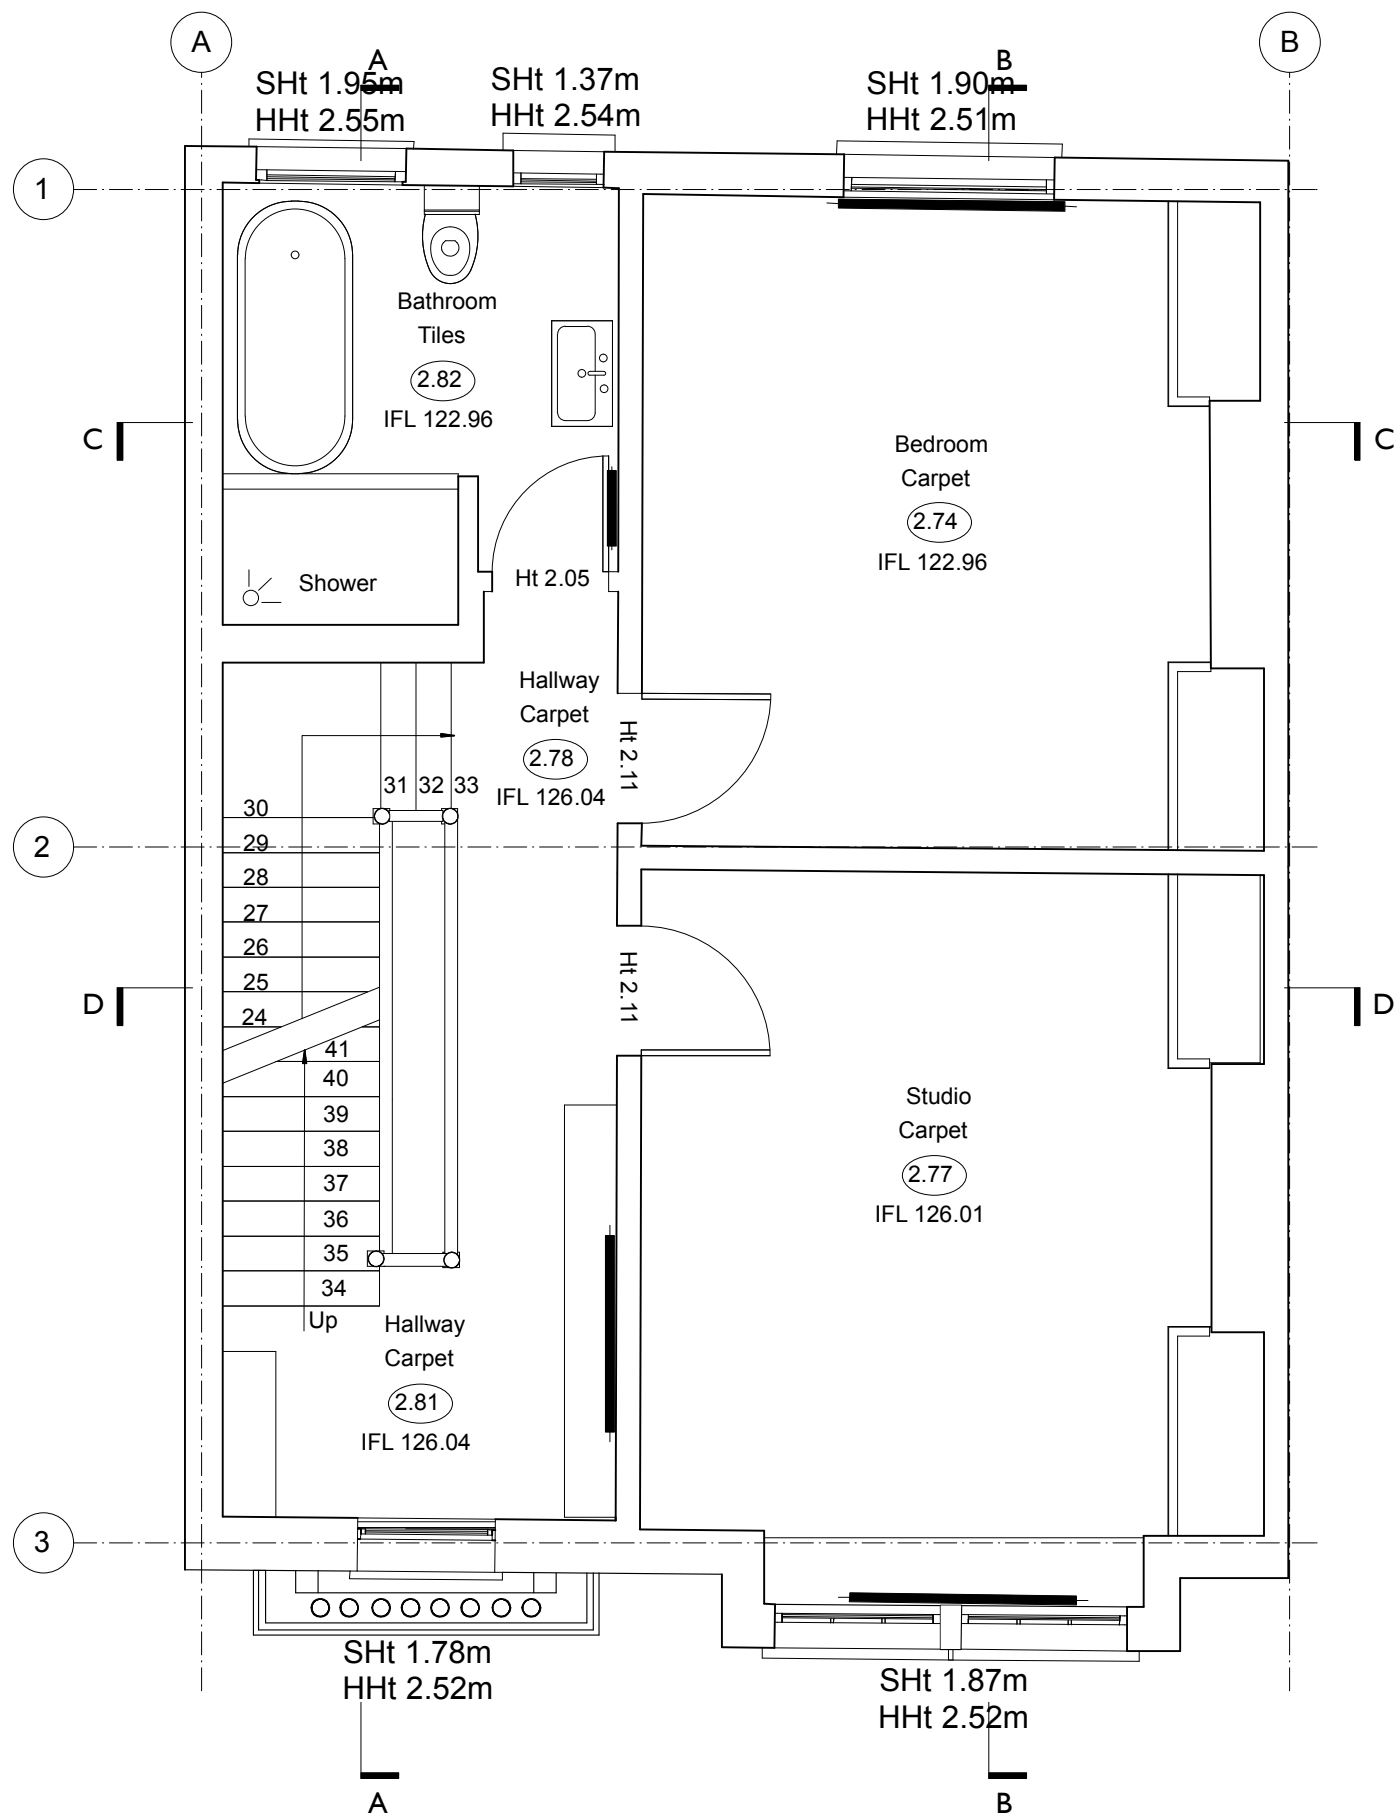 A
B
A
B
SHt 1.95m
HHt 2.55m
SHt 1.37m
HHt 2.54m
SHt 1.90m
HHt 2.51m
1
Bathroom
Tiles
2.82
IFL 122.96
C
C
Bedroom
Carpet
2.74
IFL 122.96
Shower
Ht 2.05
Hallway
Carpet
2.78
IFL 126.04
Ht 2.11
31 32 33
30
29
28
27
26
25
24
2
Ht 2.11
D
D
41
40
39
38
37
36
35
34
Up
Studio
Carpet
2.77
IFL 126.01
Hallway
Carpet
2.81
IFL 126.04
3
SHt 1.78m
HHt 2.52m
SHt 1.87m
HHt 2.52m
A
B